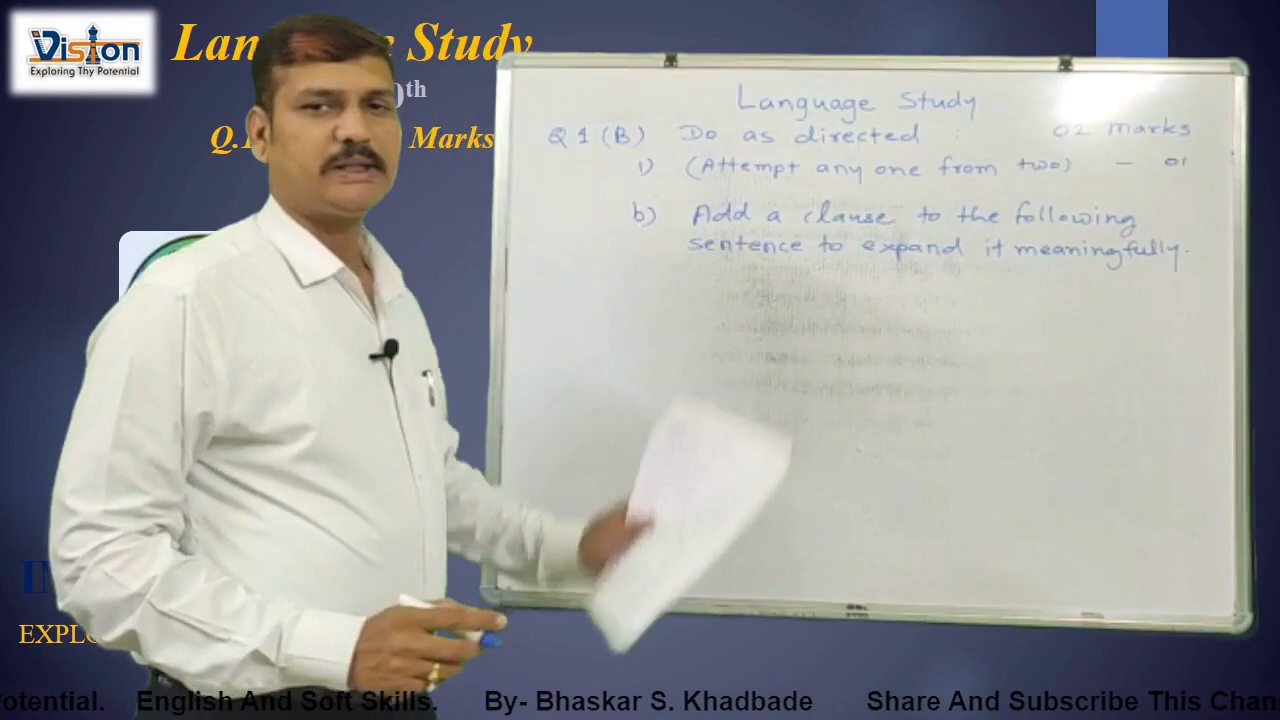 Vision
Exploring Thy Potential
Study
th
Marks
Language Study
Q 1 (B) Do as directed : 02 Marks
1) (Attempt any one from two) - 01
b) Add a clause to the following
sentence to expand it meaningfully.
otential. English And Soft Skills. By- Bhaskar S. Khadbade Share And Subscribe This Chan